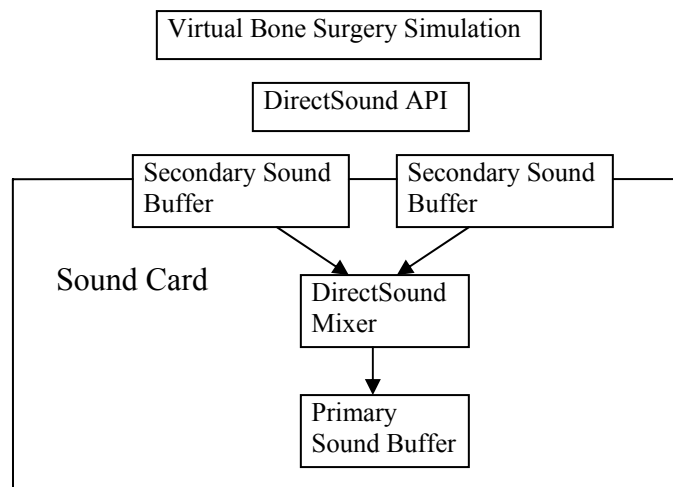 Virtual Bone Surgery Simulation
DirectSound API
Secondary Sound
Buffer
Secondary Sound
Buffer
Sound Card
DirectSound
Mixer
Primary
Sound Buffer